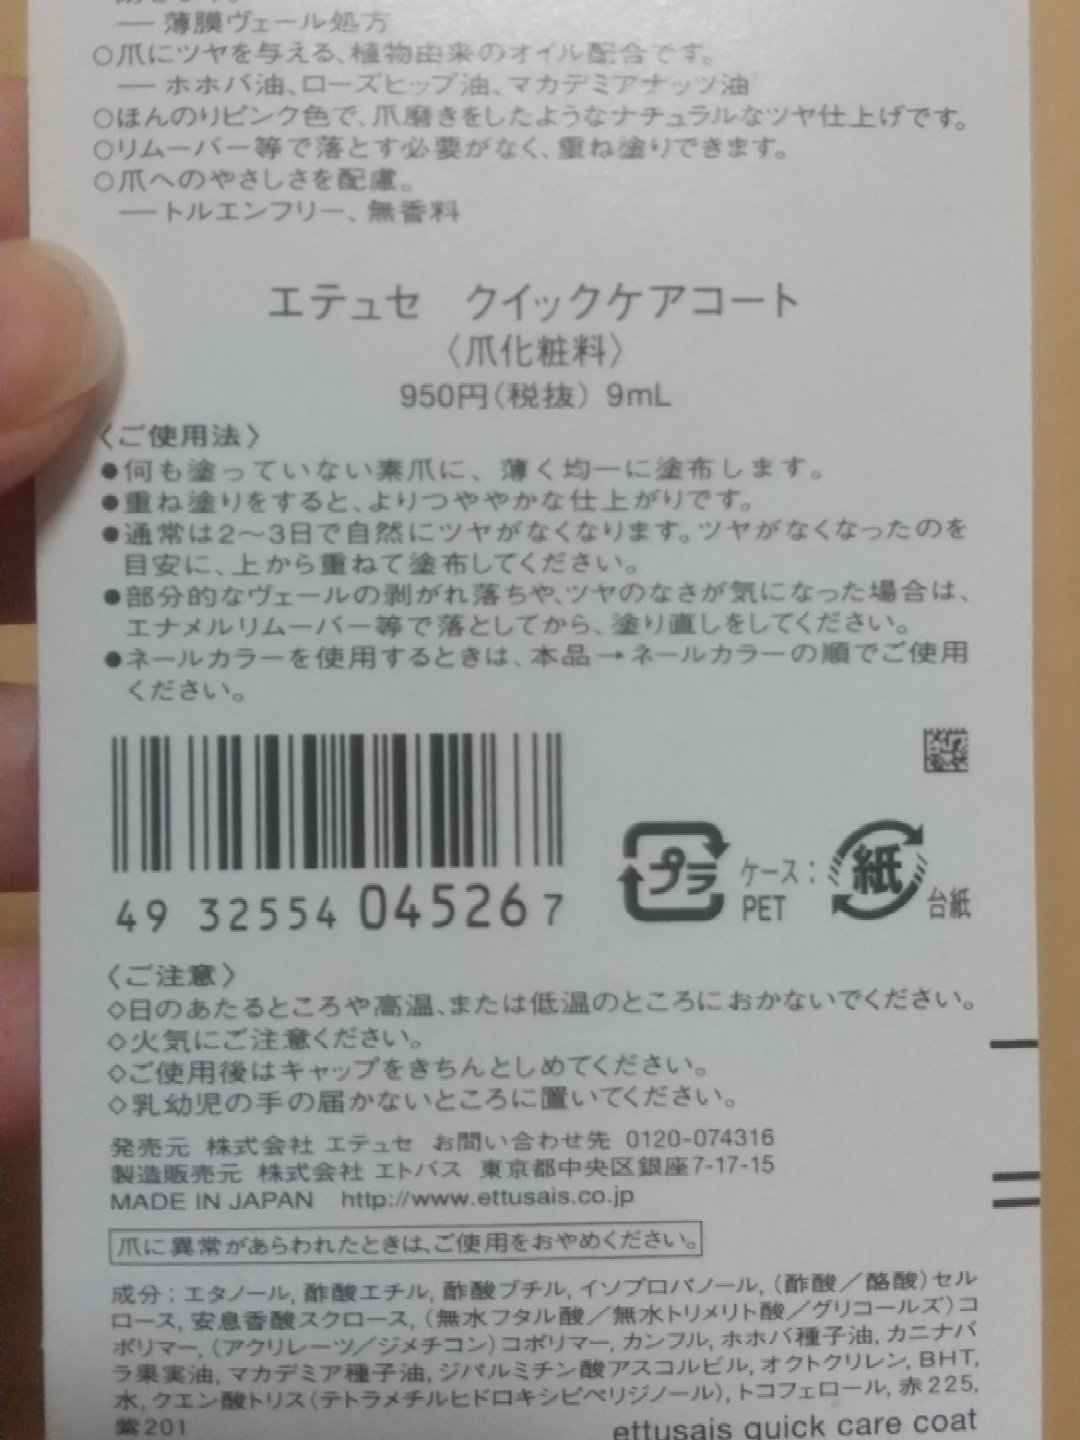 ― 薄膜ヴェール処方
○爪にツヤを与える、植物由来のオイル配合です。
― ホホバ油、ローズヒップ油、マカデミアナッツ油
○ほんのりピンク色で、爪磨きをしたようなナチュラルなツヤ仕上げです。
○リムーバー等で落とす必要がなく、重ね塗りできます。
○爪へのやさしさを配慮。
― トルエンフリー、無香料
エテュセ クイックケアコート
〈爪化粧料〉
950円(税抜) 9mL
〈ご使用法〉
●何も塗っていない素爪に、薄く均一に塗布します。
●重ね塗りをすると、よりつややかな仕上がりです。
●通常は2〜3日で自然にツヤがなくなります。ツヤがなくなったのを
目安に、上から重ねて塗布してください。
●部分的なヴェールの剥がれ落ちや、ツヤのなさが気になった場合は、
エナメルリムーバー等で落としてから、塗り直しをしてください。
●ネールカラーを使用するときは、本品→ネールカラーの順でご使用
ください。
49 32554 04526 7
プラ ケース: PET 紙 台紙
〈ご注意〉
◇日のあたるところや高温、または低温のところにおかないでください。
◇火気にご注意ください。
◇ご使用後はキャップをきちんとしめてください。
◇乳幼児の手の届かないところに置いてください。
発売元 株式会社 エテュセ お問い合わせ先 0120-074316
製造販売元 株式会社 エトバス 東京都中央区銀座7-17-15
MADE IN JAPAN http://www.ettusais.co.jp
爪に異常があらわれたときは、ご使用をおやめください。
成分:エタノール, 酢酸エチル, 酢酸ブチル, イソプロパノール, (酢酸/酪酸)セル
ロース, 安息香酸スクロース, (無水フタル酸/無水トリメリト酸/グリコールズ)コ
ポリマー, (アクリレーツ/ジメチコン)コポリマー, カンフル, ホホバ種子油, カニナバ
ラ果実油, マカデミア種子油, ジパルミチン酸アスコルビル, オクトクリレン, BHT,
水, クエン酸トリス(テトラメチルヒドロキシピペリジノール), トコフェロール, 赤225,
紫201
ettusais quick care coat